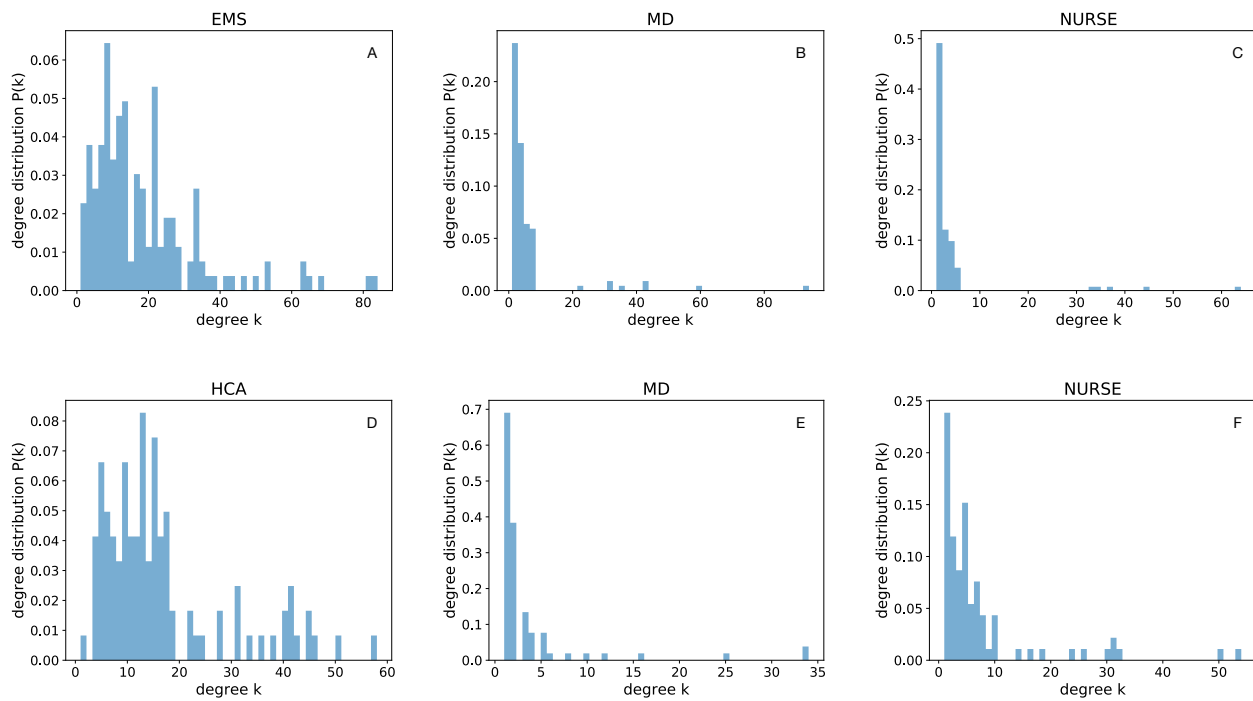 EMS
A
degree distribution P(k)
0.06
0.05
0.04
0.03
0.02
0.01
0.00
0 20 40 60 80
degree k
MD
B
degree distribution P(k)
0.20
0.15
0.10
0.05
0.00
0 20 40 60 80
degree k
NURSE
C
degree distribution P(k)
0.5
0.4
0.3
0.2
0.1
0.0
0 10 20 30 40 50 60
degree k
HCA
D
degree distribution P(k)
0.08
0.07
0.06
0.05
0.04
0.03
0.02
0.01
0.00
0 10 20 30 40 50 60
degree k
MD
E
degree distribution P(k)
0.7
0.6
0.5
0.4
0.3
0.2
0.1
0.0
0 5 10 15 20 25 30 35
degree k
NURSE
F
degree distribution P(k)
0.25
0.20
0.15
0.10
0.05
0.00
0 10 20 30 40 50
degree k